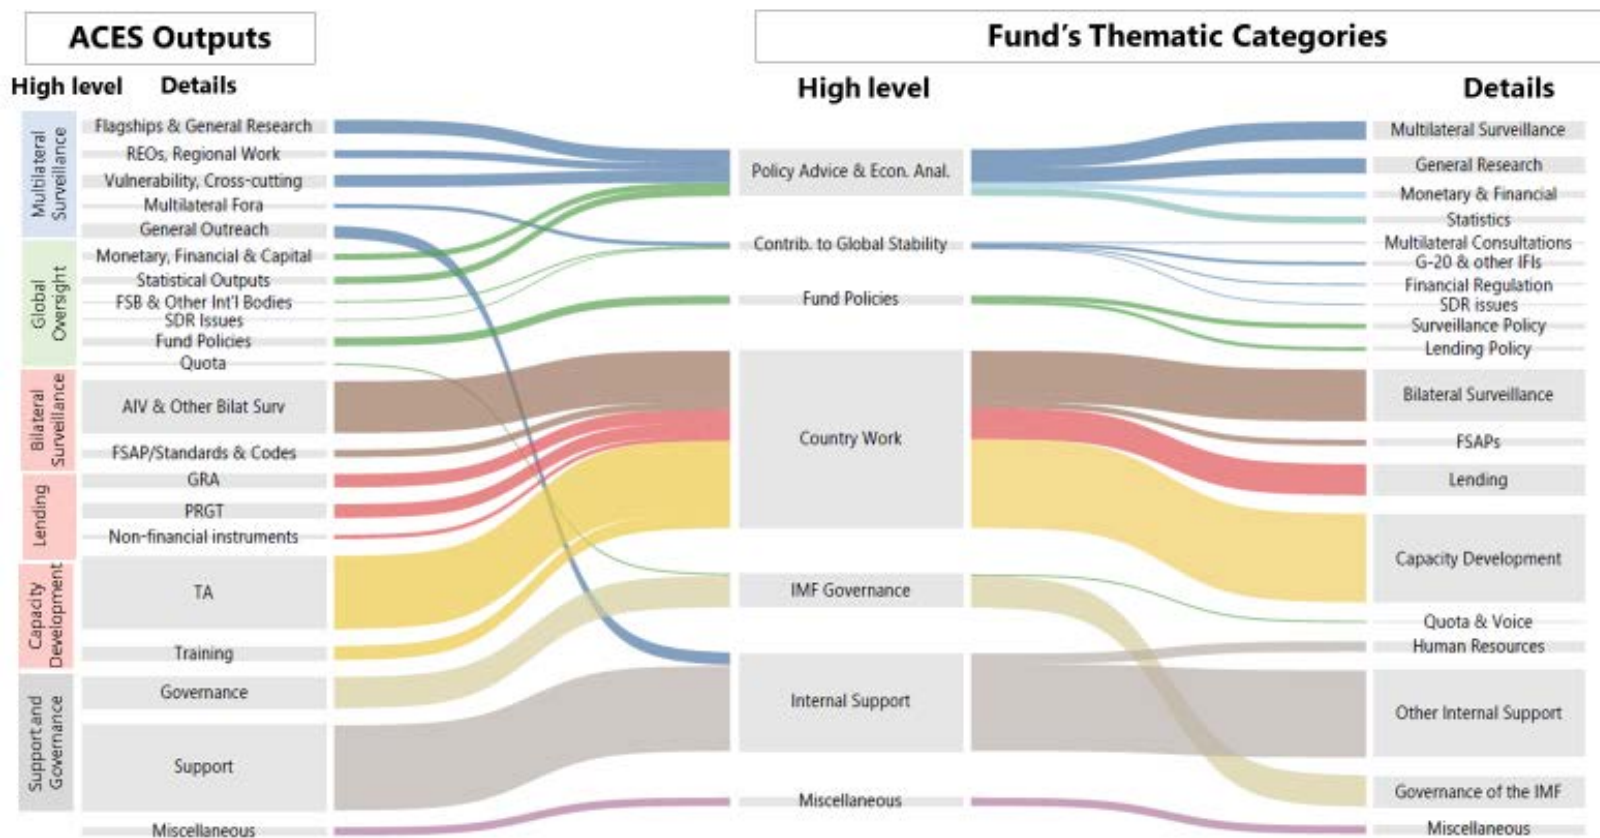 ACES Outputs
Fund's Thematic Categories
High level
Details
High level
Details
Multilateral
Surveillance
Flagships & General Research
REOs, Regional Work
Vulnerability, Cross-cutting
Multilateral Fora
General Outreach
Global
Oversight
Monetary, Financial & Capital
Statistical Outputs
FSB & Other Int'l Bodies
SDR Issues
Fund Policies
Quota
Bilateral
Surveillance
AIV & Other Bilat Surv
FSAP/Standards & Codes
Lending
GRA
PRGT
Non-financial instruments
Capacity
Development
TA
Training
Support and
Governance
Governance
Support
Miscellaneous
Policy Advice & Econ. Anal.
Contrib. to Global Stability
Fund Policies
Country Work
IMF Governance
Internal Support
Miscellaneous
Multilateral Surveillance
General Research
Monetary & Financial
Statistics
Multilateral Consultations
G-20 & other IFIs
Financial Regulation
SDR issues
Surveillance Policy
Lending Policy
Bilateral Surveillance
FSAPs
Lending
Capacity Development
Quota & Voice
Human Resources
Other Internal Support
Governance of the IMF
Miscellaneous